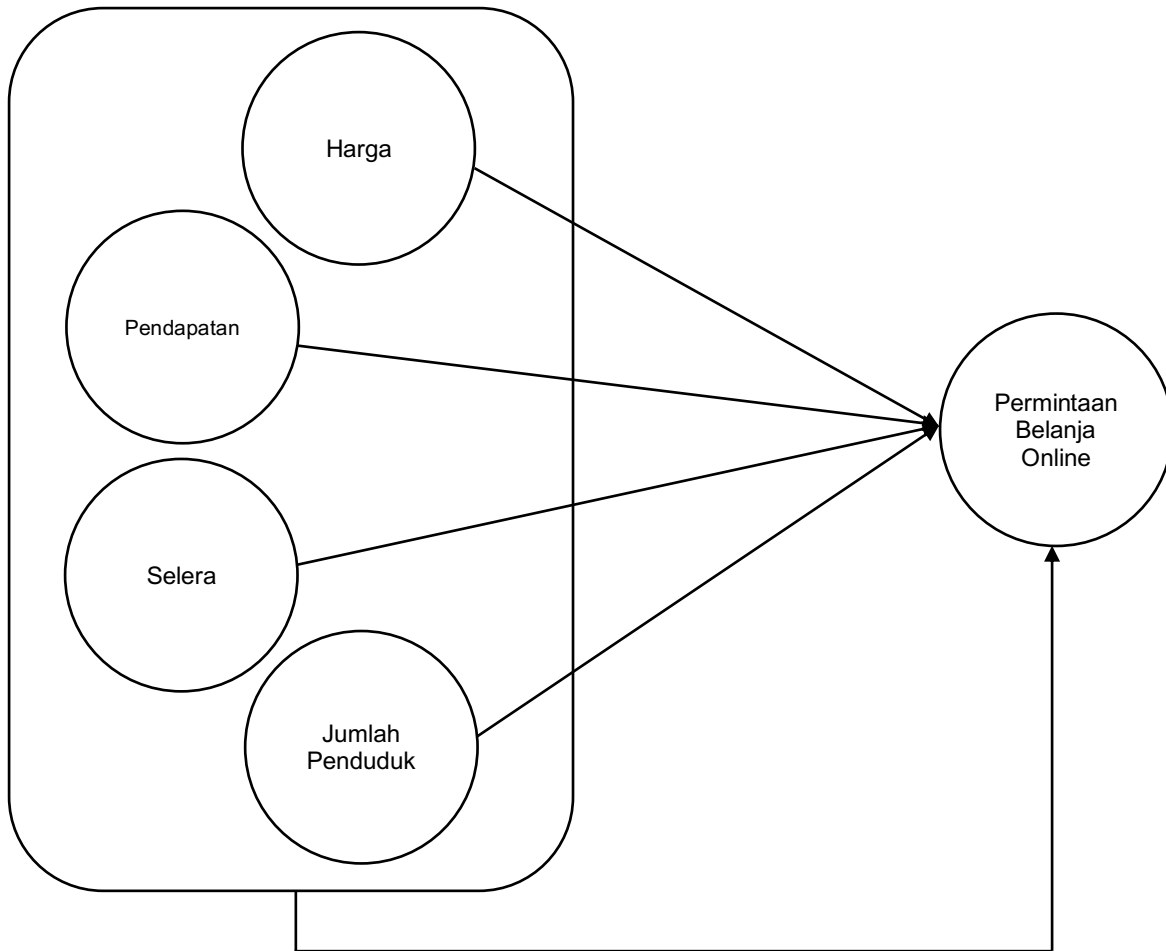 Harga
Pendapatan
Selera
Jumlah
Penduduk
Permintaan
Belanja
Online